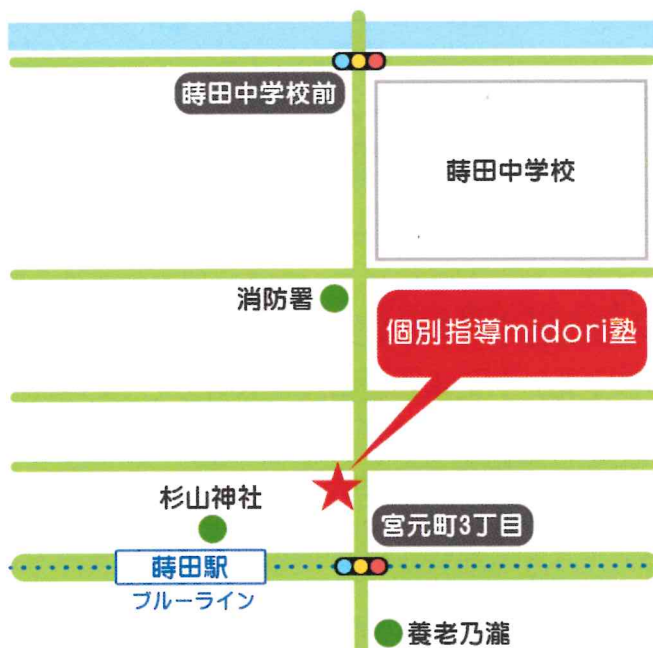 蒔田中学校前
蒔田中学校
消防署
個別指導midori塾
杉山神社
宮元町3丁目
蒔田駅
ブルーライン
養老乃瀧